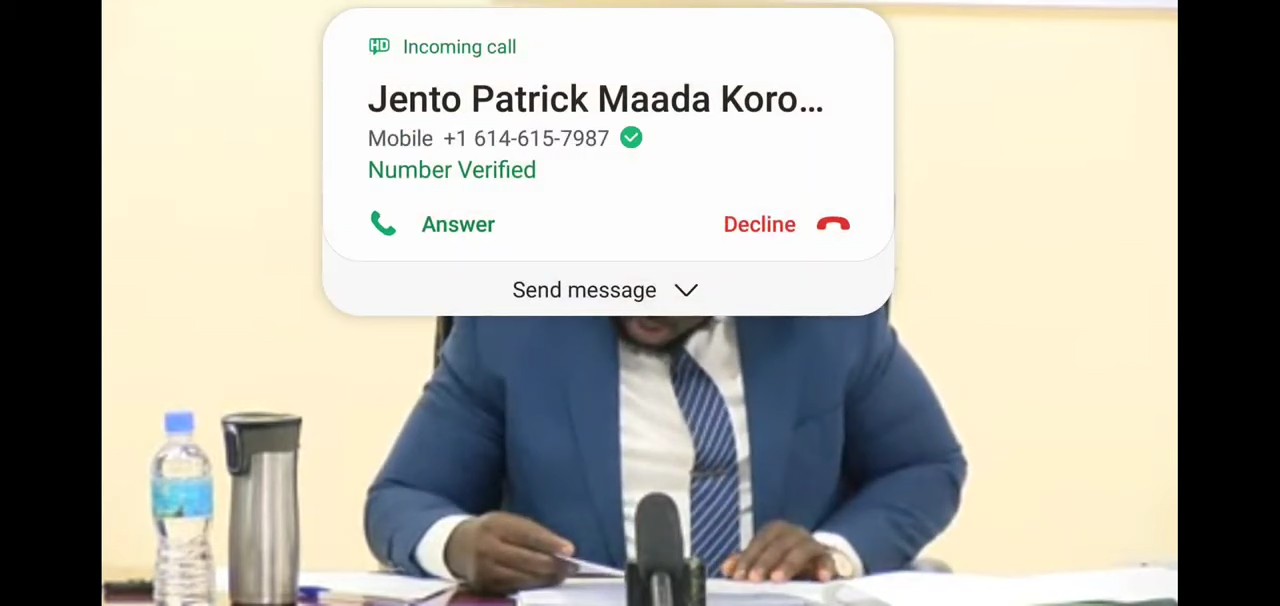 HD Incoming call
Jento Patrick Maada Koro...
Mobile +1 614-615-7987
Number Verified
Answer Decline
Send message